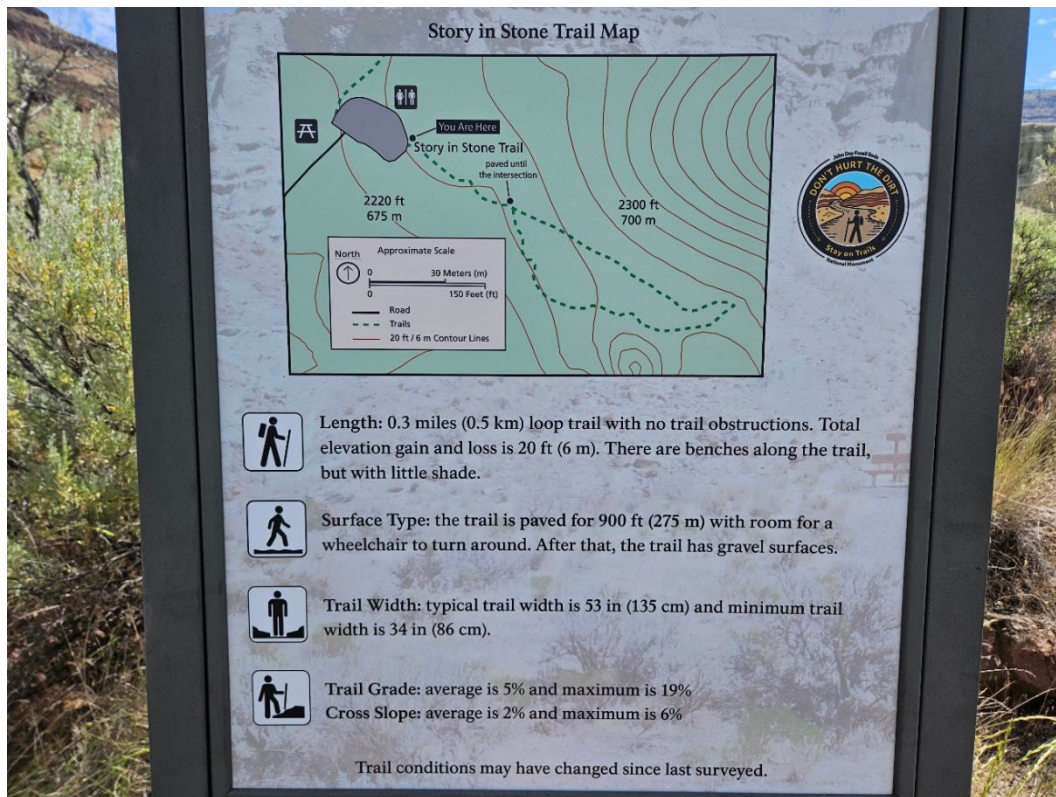 Story in Stone Trail Map
You Are Here
Story in Stone Trail
paved until
the intersection
2220 ft
675 m
2300 ft
700 m
North
Approximate Scale
0
30 Meters (m)
0
150 Feet (ft)
Road
Trails
20 ft / 6 m Contour Lines
John Day Fossil Beds
DON'T HURT THE DIRT
Stay on Trails
National Monument
Length: 0.3 miles (0.5 km) loop trail with no trail obstructions. Total
elevation gain and loss is 20 ft (6 m). There are benches along the trail,
but with little shade.
Surface Type: the trail is paved for 900 ft (275 m) with room for a
wheelchair to turn around. After that, the trail has gravel surfaces.
Trail Width: typical trail width is 53 in (135 cm) and minimum trail
width is 34 in (86 cm).
Trail Grade: average is 5% and maximum is 19%
Cross Slope: average is 2% and maximum is 6%
Trail conditions may have changed since last surveyed.